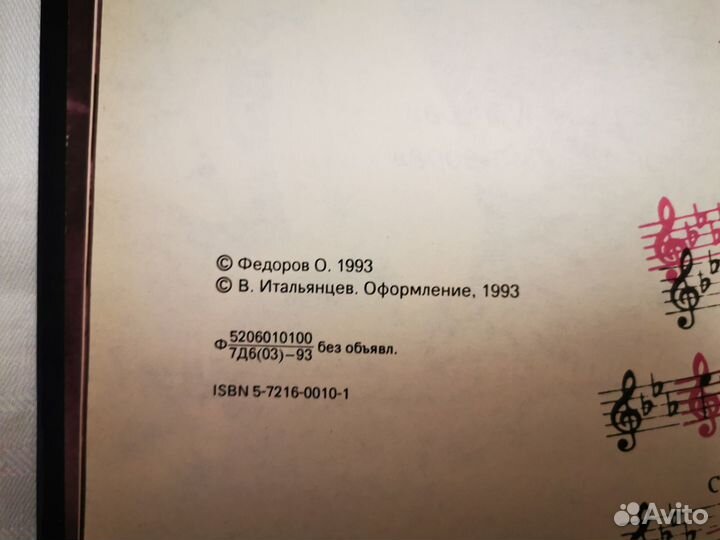 © Федоров О. 1993
© В. Итальянцев. Оформление, 1993
Ф 5206010100
7Д6(03)–93 без объявл.
ISBN 5-7216-0010-1
С
Avito